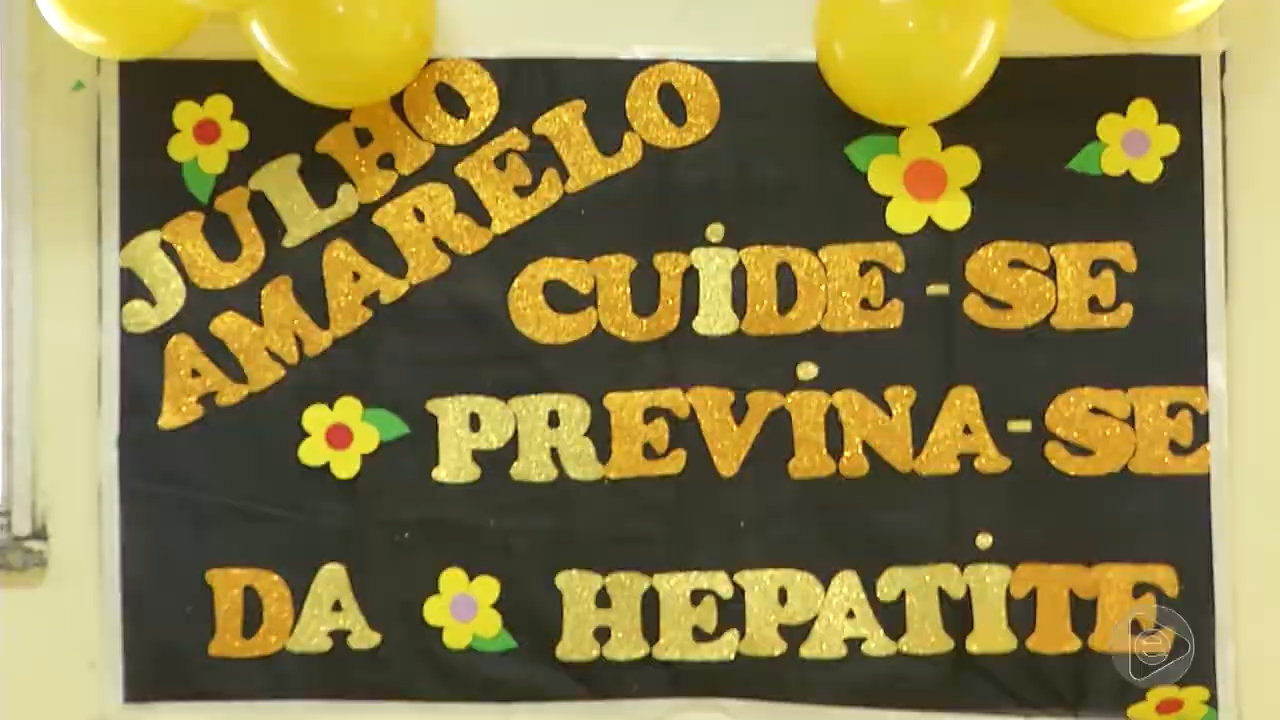 JULHO
AMARELO
CUIDE-SE
PREVINA-SE
DA HEPATITE